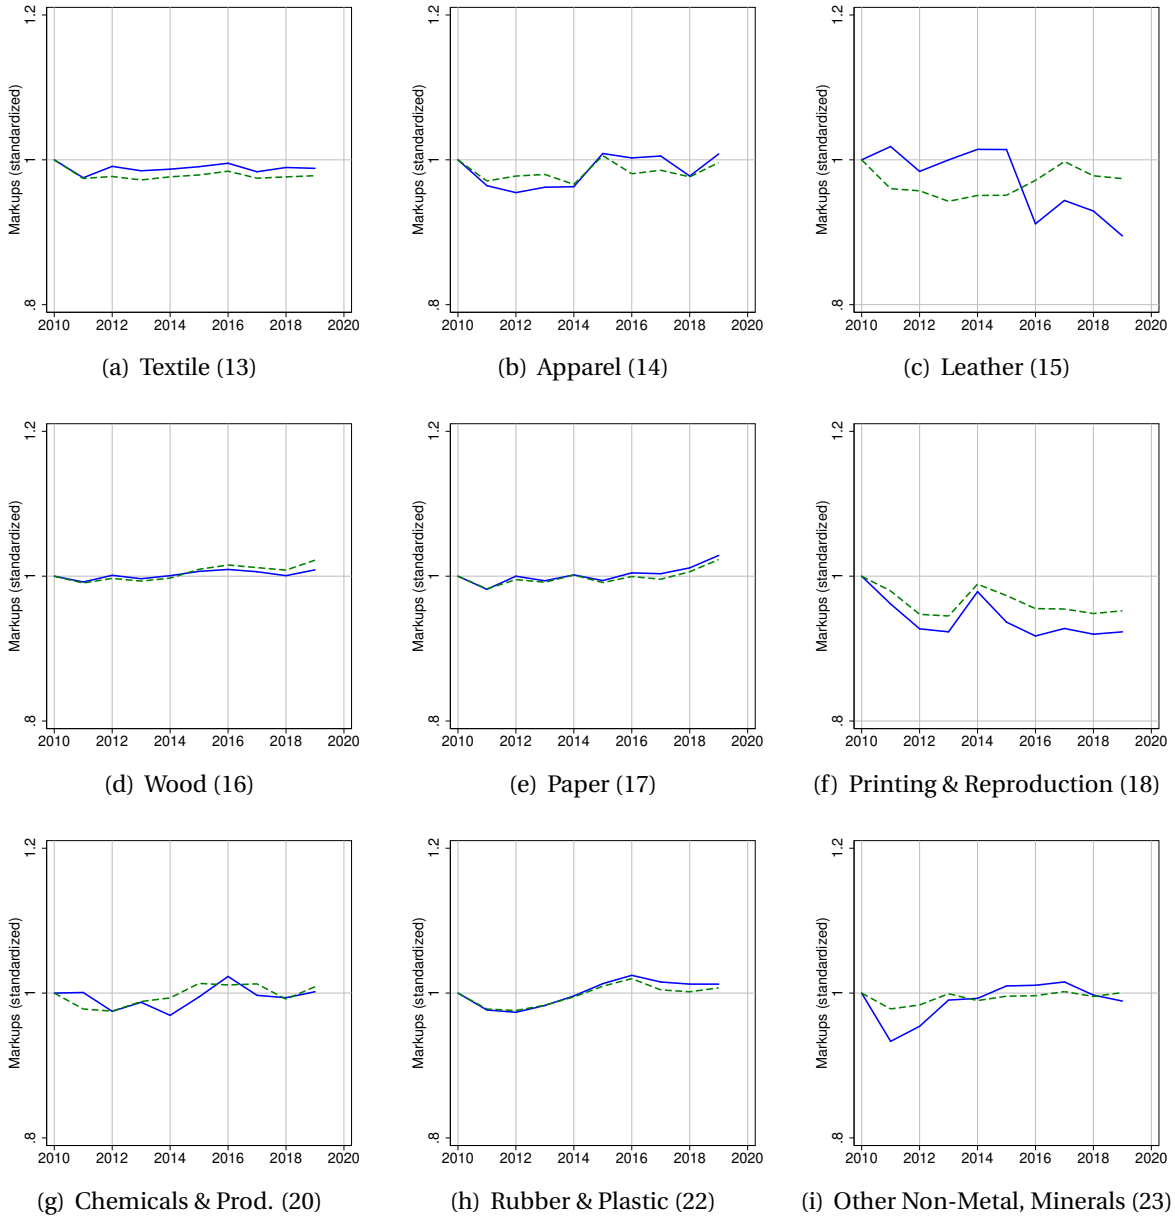 1.2
Markups (standardized)
1
.8
2010 2012 2014 2016 2018 2020
(a) Textile (13)
1.2
Markups (standardized)
1
.8
2010 2012 2014 2016 2018 2020
(b) Apparel (14)
1.2
Markups (standardized)
1
.8
2010 2012 2014 2016 2018 2020
(c) Leather (15)
1.2
Markups (standardized)
1
.8
2010 2012 2014 2016 2018 2020
(d) Wood (16)
1.2
Markups (standardized)
1
.8
2010 2012 2014 2016 2018 2020
(e) Paper (17)
1.2
Markups (standardized)
1
.8
2010 2012 2014 2016 2018 2020
(f) Printing & Reproduction (18)
1.2
Markups (standardized)
1
.8
2010 2012 2014 2016 2018 2020
(g) Chemicals & Prod. (20)
1.2
Markups (standardized)
1
.8
2010 2012 2014 2016 2018 2020
(h) Rubber & Plastic (22)
1.2
Markups (standardized)
1
.8
2010 2012 2014 2016 2018 2020
(i) Other Non-Metal, Minerals (23)